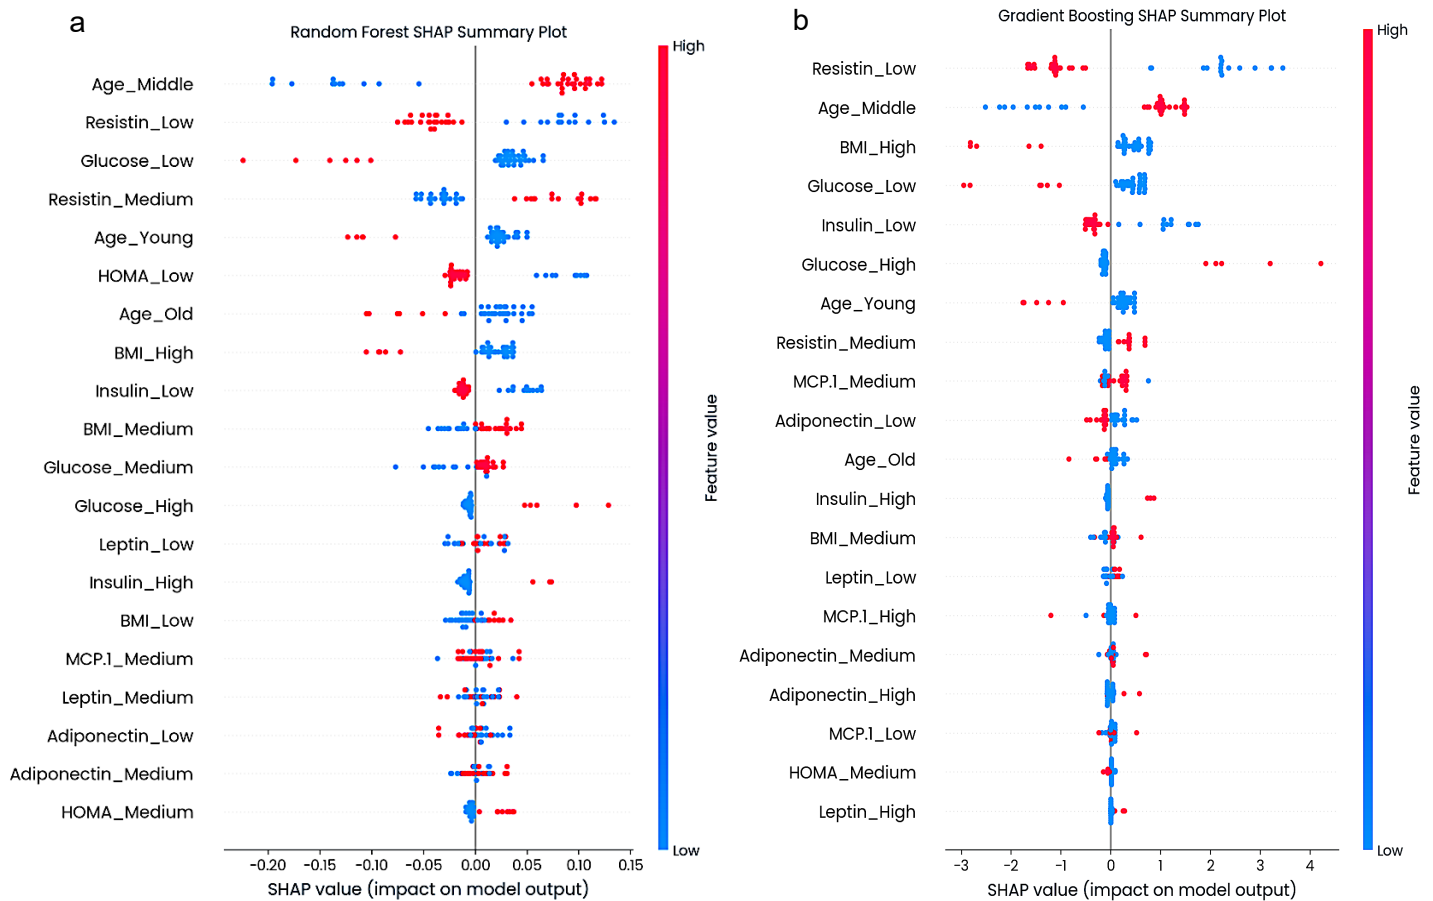 a
Random Forest SHAP Summary Plot
High
Age_Middle
Resistin_Low
Glucose_Low
Resistin_Medium
Age_Young
HOMA_Low
Age_Old
BMI_High
Insulin_Low
BMI_Medium
Glucose_Medium
Glucose_High
Leptin_Low
Insulin_High
BMI_Low
MCP.1_Medium
Leptin_Medium
Adiponectin_Low
Adiponectin_Medium
HOMA_Medium
Low
Feature value
−0.20 −0.15 −0.10 −0.05 0.00 0.05 0.10 0.15
SHAP value (impact on model output)
b
Gradient Boosting SHAP Summary Plot
High
Resistin_Low
Age_Middle
BMI_High
Glucose_Low
Insulin_Low
Glucose_High
Age_Young
Resistin_Medium
MCP.1_Medium
Adiponectin_Low
Age_Old
Insulin_High
BMI_Medium
Leptin_Low
MCP.1_High
Adiponectin_Medium
Adiponectin_High
MCP.1_Low
HOMA_Medium
Leptin_High
Low
Feature value
−3 −2 −1 0 1 2 3 4
SHAP value (impact on model output)